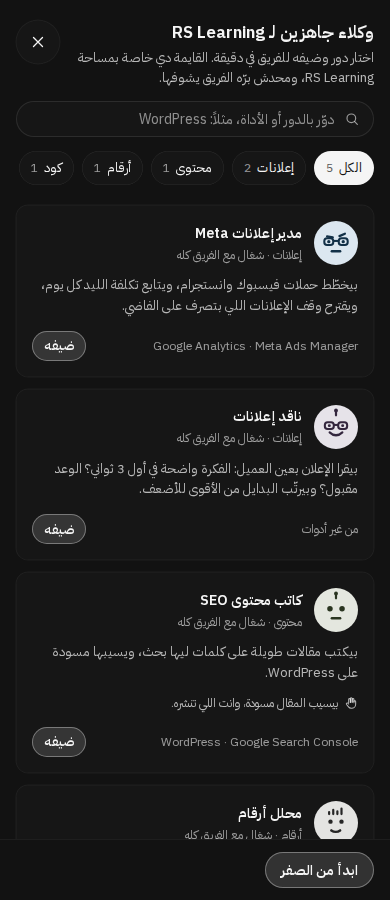 وكلاء جاهزين لـ RS Learning
اختار دور وضيفه للفريق في دقيقة. القايمة دي خاصة بمساحة
RS Learning، ومحدش برّه الفريق يشوفها.
دوّر بالدور أو الأداة، مثلاً: WordPress
الكل 5
إعلانات 2
محتوى 1
أرقام 1
كود 1
مدير إعلانات Meta
إعلانات · شغال مع الفريق كله
بيخطّط حملات فيسبوك وانستجرام، ويتابع تكلفة الليد كل يوم،
ويقترح وقف الإعلانات اللي بتصرف على الفاضي.
Google Analytics · Meta Ads Manager
ضيفه
ناقد إعلانات
إعلانات · شغال مع الفريق كله
بيقرا الإعلان بعين العميل: الفكرة واضحة في أول 3 ثواني؟ الوعد
مقبول؟ وبيرتّب البدايل من الأقوى للأضعف.
من غير أدوات
ضيفه
كاتب محتوى SEO
محتوى · شغال مع الفريق كله
بيكتب مقالات طويلة على كلمات ليها بحث، ويسيبها مسودة
على WordPress.
بيسيب المقال مسودة، وانت اللي تنشره.
WordPress · Google Search Console
ضيفه
محلل أرقام
أرقام · شغال مع الفريق كله
ابدأ من الصفر